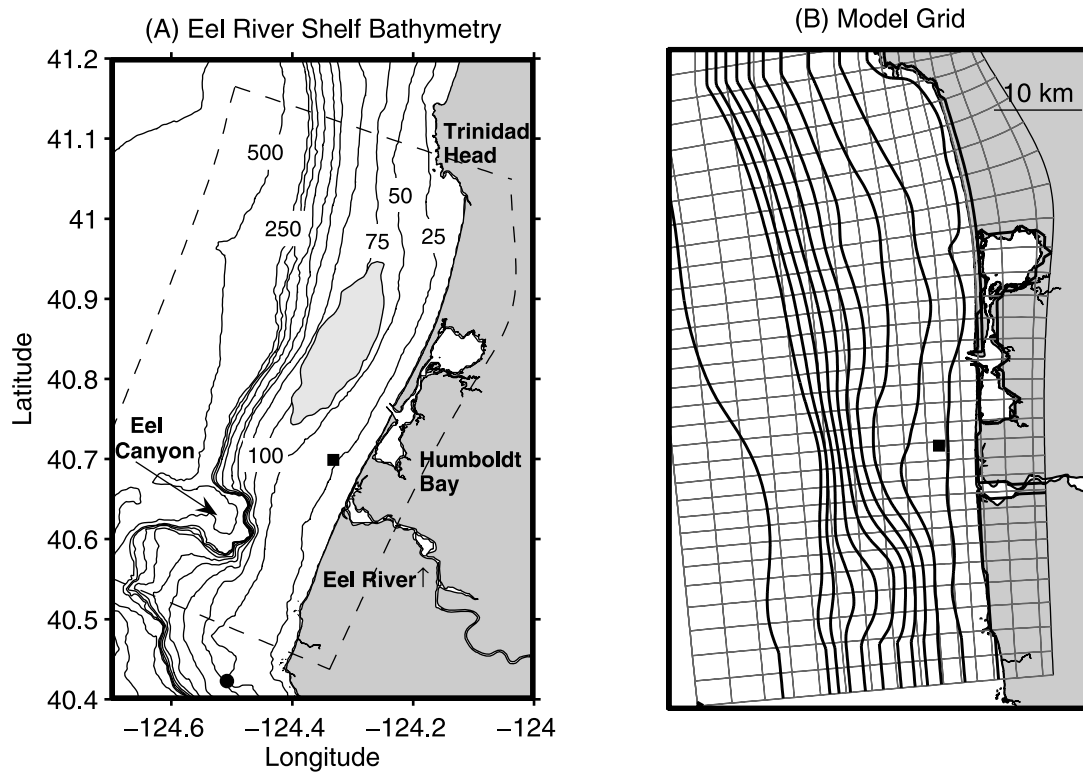 (A) Eel River Shelf Bathymetry
(B) Model Grid
41.2
41.1
41
40.9
40.8
40.7
40.6
40.5
40.4
Latitude
−124.6
−124.4
−124.2
−124
Longitude
500
250
50
75
25
100
Trinidad
Head
Eel
Canyon
Humboldt
Bay
Eel River↑
10 km